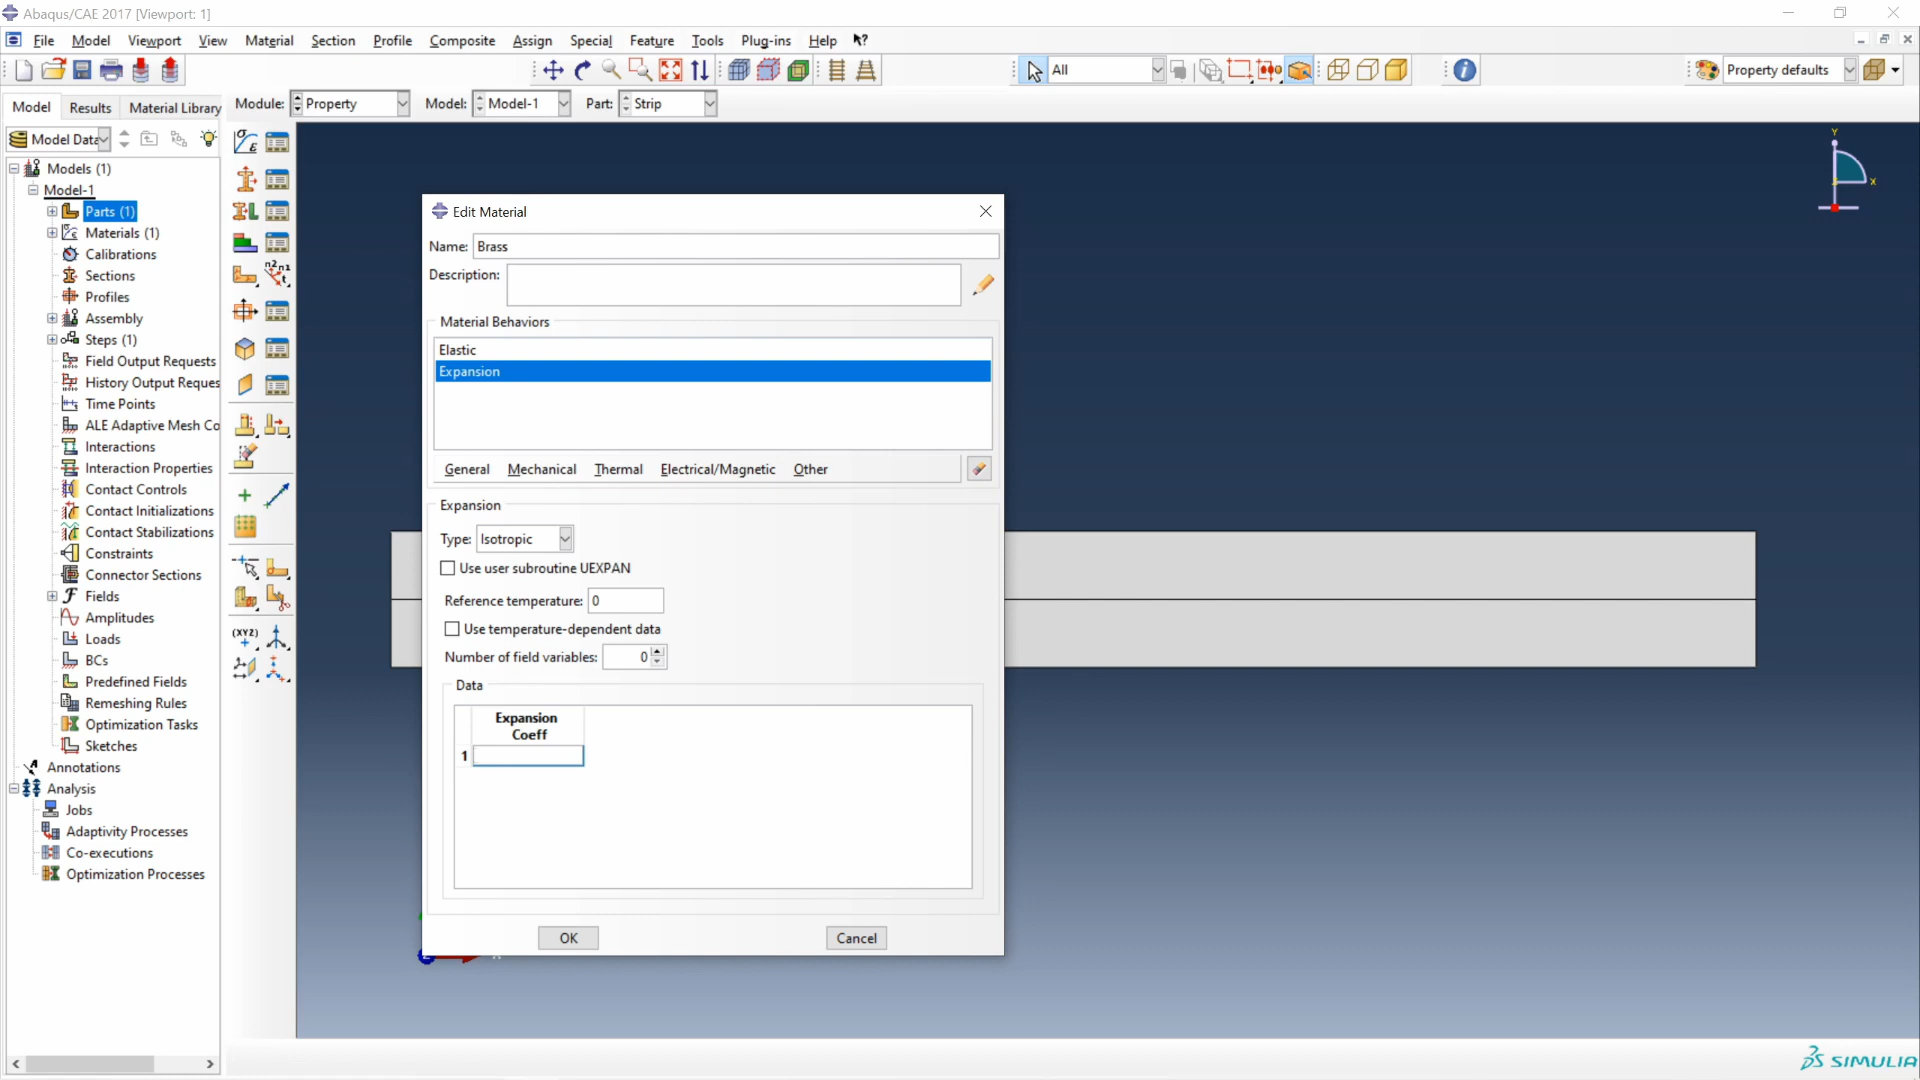 Abaqus/CAE 2017 [Viewport: 1]
File Model Viewport View Material Section Profile Composite Assign Special Feature Tools Plug-ins Help ?
All
Property defaults
Model Results Material Library
Module: Property Model: Model-1 Part: Strip
Model Data
Models (1)
Model-1
Parts (1)
Materials (1)
Calibrations
Sections
Profiles
Assembly
Steps (1)
Field Output Requests
History Output Reques
Time Points
ALE Adaptive Mesh Co
Interactions
Interaction Properties
Contact Controls
Contact Initializations
Contact Stabilizations
Constraints
Connector Sections
Fields
Amplitudes
Loads
BCs
Predefined Fields
Remeshing Rules
Optimization Tasks
Sketches
Annotations
Analysis
Jobs
Adaptivity Processes
Co-executions
Optimization Processes
σ
ε
n2 n1
t
(XYZ)
Y
X
Edit Material
Name: Brass
Description:
Material Behaviors
Elastic
Expansion
General Mechanical Thermal Electrical/Magnetic Other
Expansion
Type: Isotropic
Use user subroutine UEXPAN
Reference temperature: 0
Use temperature-dependent data
Number of field variables: 0
Data
Expansion
Coeff
1
OK Cancel
SIMULIA